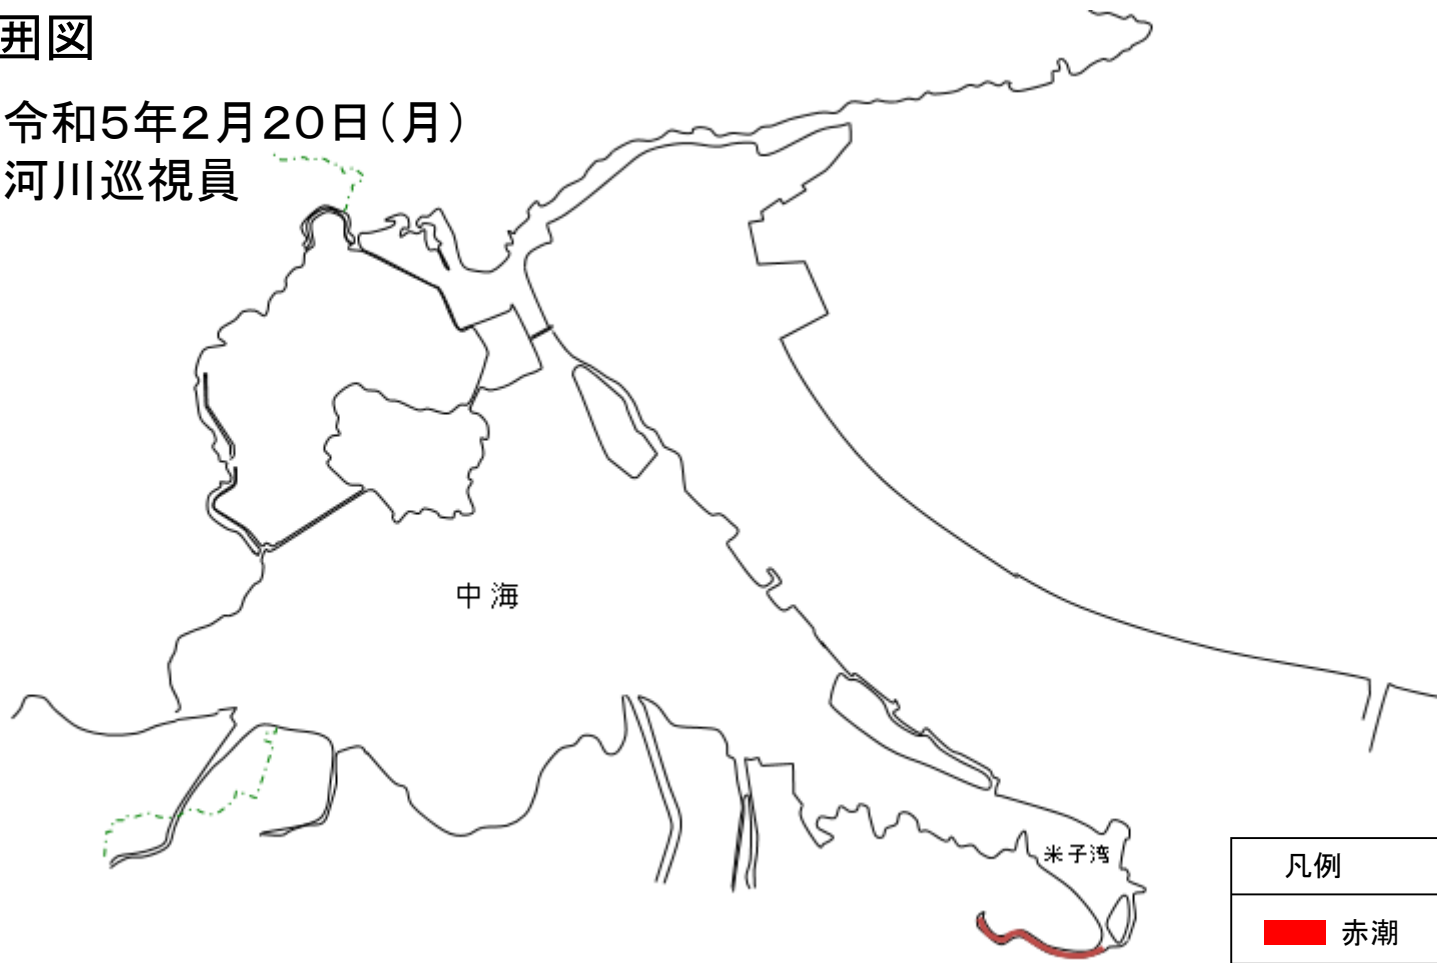 囲図
令和5年2月20日（月）
河川巡視員
中 海
米子湾
凡例
赤潮